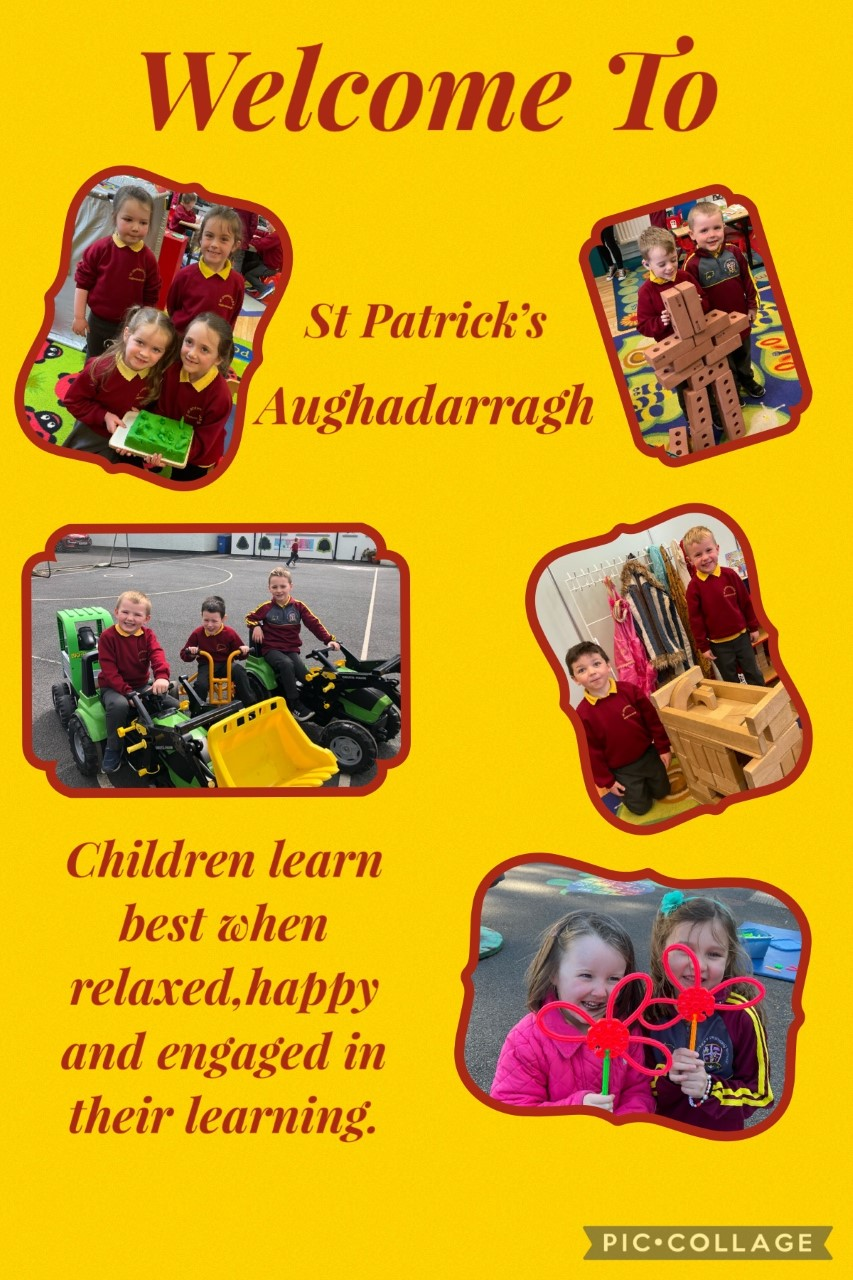 Welcome To
St Patrick's
Aughadarragh
Children learn
best when
relaxed,happy
and engaged in
their learning.
PIC•COLLAGE